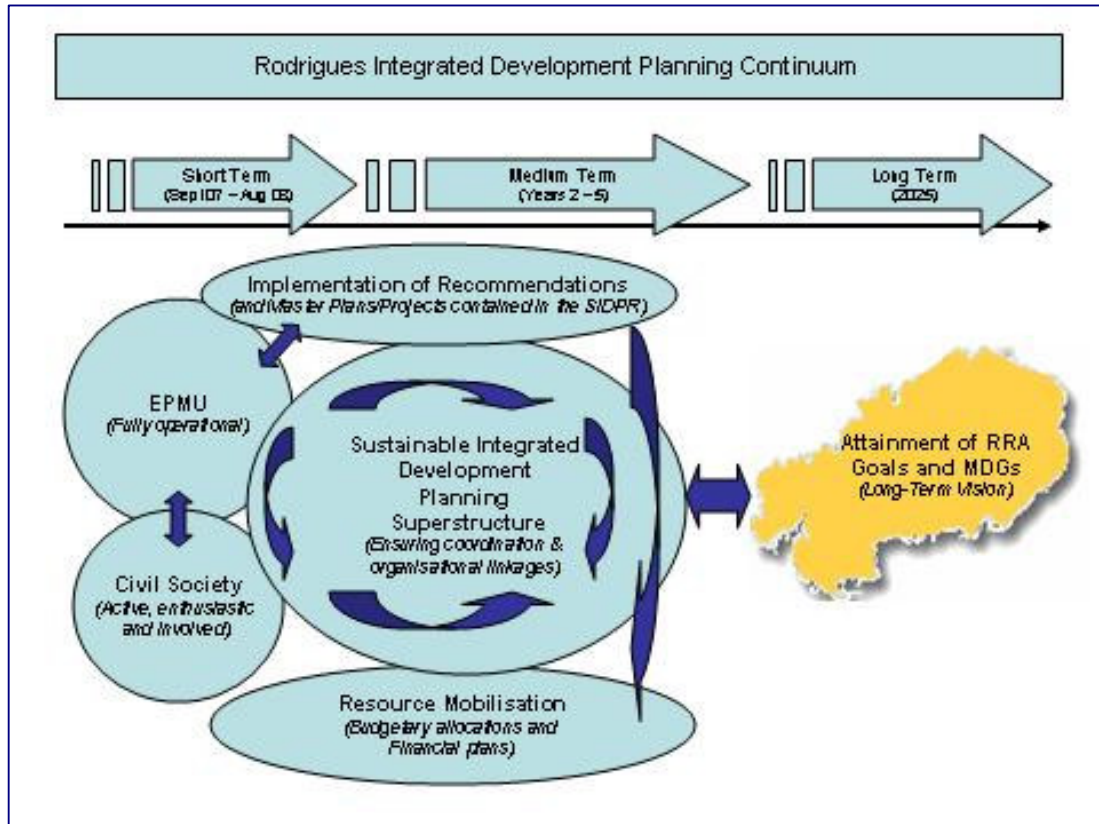 Rodrigues Integrated Development Planning Continuum
Short Term
(Sept 07 – Aug 08)
Medium Term
(Years 2 – 5)
Long Term
(2025)
Implementation of Recommendations
(and Master Plans/Projects contained in the SIDPR)
EPMU
(Fully operational)
Sustainable Integrated
Development
Planning
Superstructure
(Ensuring coordination &
organisational linkages)
Attainment of RRA
Goals and MDGs
(Long-Term Vision)
Civil Society
(Active, enthusiastic
and involved)
Resource Mobilisation
(Budgetary allocations and
Financial plans)